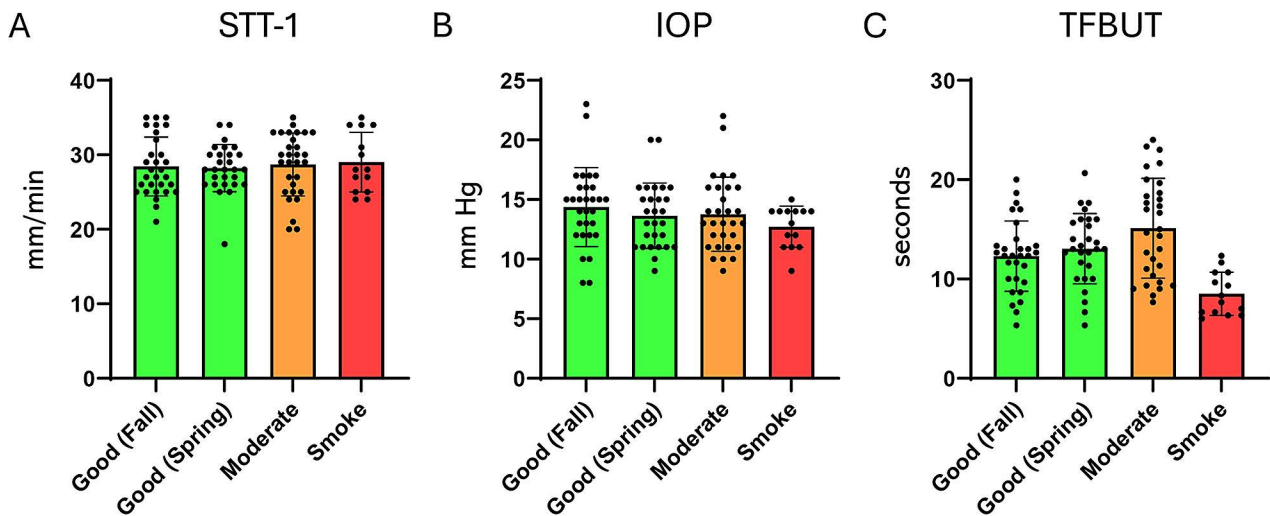 A
STT-1
mm/min
40
30
20
10
0
Good (Fall)
Good (Spring)
Moderate
Smoke
B
IOP
mm Hg
25
20
15
10
5
0
Good (Fall)
Good (Spring)
Moderate
Smoke
C
TFBUT
seconds
30
20
10
0
Good (Fall)
Good (Spring)
Moderate
Smoke